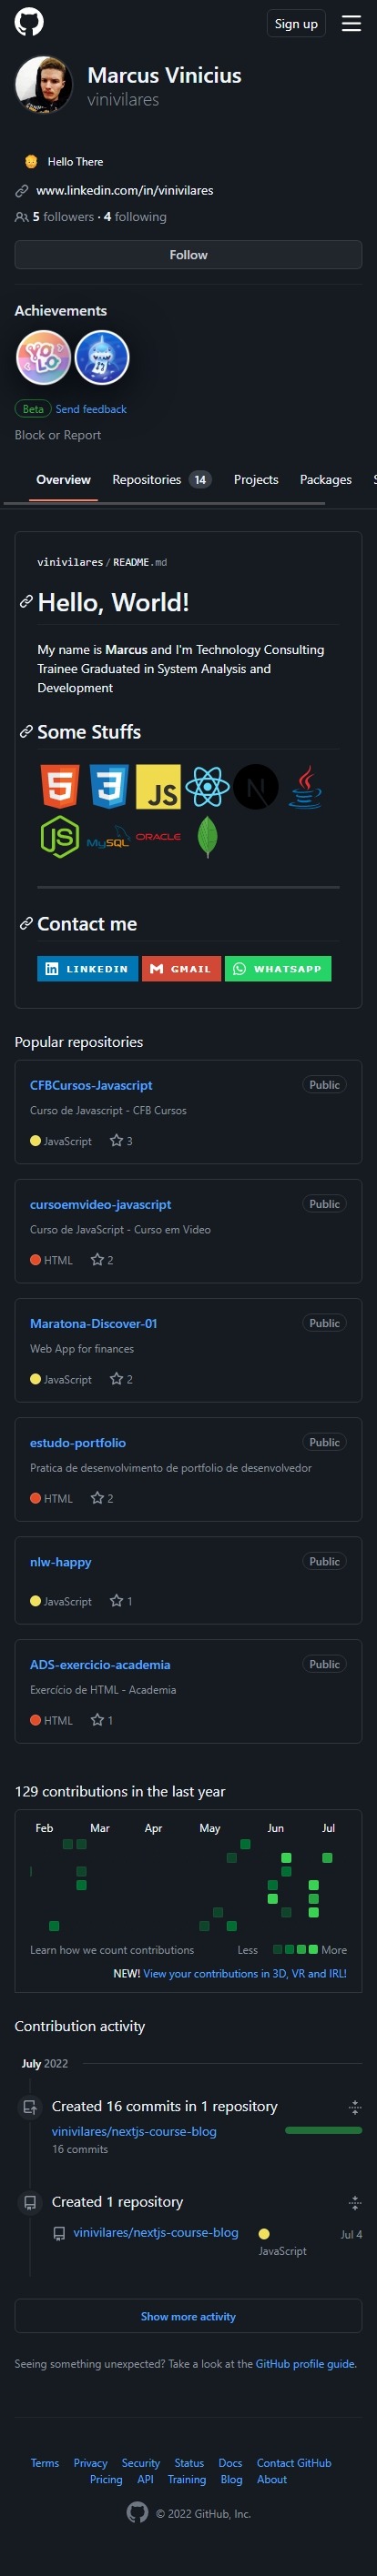 Sign up
Marcus Vinicius
vinivilares
Hello There
www.linkedin.com/in/vinivilares
5 followers · 4 following
Follow
Achievements
YOLO
Beta Send feedback
Block or Report
Overview Repositories 14 Projects Packages S
vinivilares/README.md
Hello, World!
My name is Marcus and I'm Technology Consulting
Trainee Graduated in System Analysis and
Development
Some Stuffs
5 3 JS N
JS MySQL ORACLE
Contact me
LINKEDIN GMAIL WHATSAPP
Popular repositories
CFBCursos-Javascript Public
Curso de Javascript - CFB Cursos
JavaScript 3
cursoemvideo-javascript Public
Curso de JavaScript - Curso em Video
HTML 2
Maratona-Discover-01 Public
Web App for finances
JavaScript 2
estudo-portfolio Public
Pratica de desenvolvimento de portfolio de desenvolvedor
HTML 2
nlw-happy Public
JavaScript 1
ADS-exercicio-academia Public
Exercício de HTML - Academia
HTML 1
129 contributions in the last year
Feb Mar Apr May Jun Jul
Learn how we count contributions Less More
NEW! View your contributions in 3D, VR and IRL!
Contribution activity
July 2022
Created 16 commits in 1 repository
vinivilares/nextjs-course-blog
16 commits
Created 1 repository
vinivilares/nextjs-course-blog Jul 4
JavaScript
Show more activity
Seeing something unexpected? Take a look at the GitHub profile guide.
Terms Privacy Security Status Docs Contact GitHub
Pricing API Training Blog About
© 2022 GitHub, Inc.